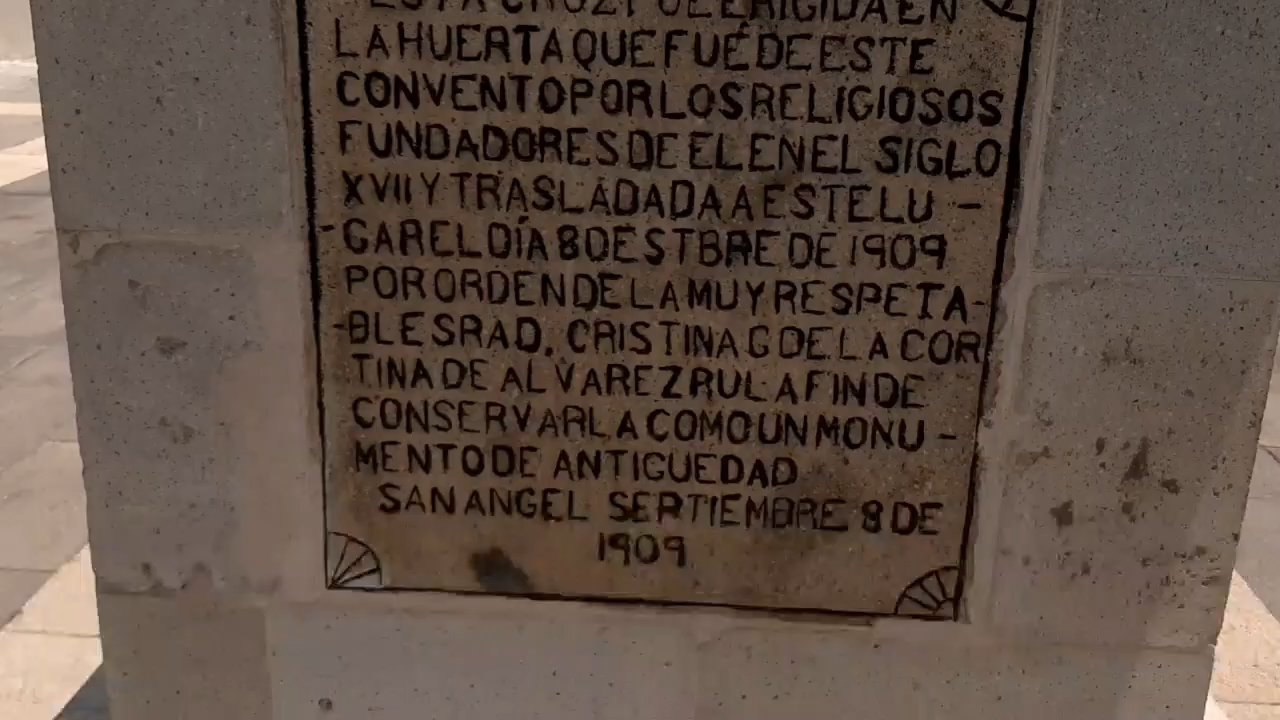 ESTA CRUZ FUE ERIGIDA EN
LA HUERTA QUE FUÉ DE ESTE
CONVENTO POR LOS RELIGIOSOS
FUNDADORES DE EL EN EL SIGLO
XVII Y TRASLADADA A ESTE LU-
-GAR EL DÍA 8 DE STBRE DE 1909
POR ORDEN DE LA MUY RESPETA-
-BLE SRA D. CRISTINA G DE LA COR
TINA DE ALVAREZ RUL A FIN DE
CONSERVARLA COMO UN MONU-
MENTO DE ANTIGUEDAD
SAN ANGEL SEPTIEMBRE 8 DE
1909